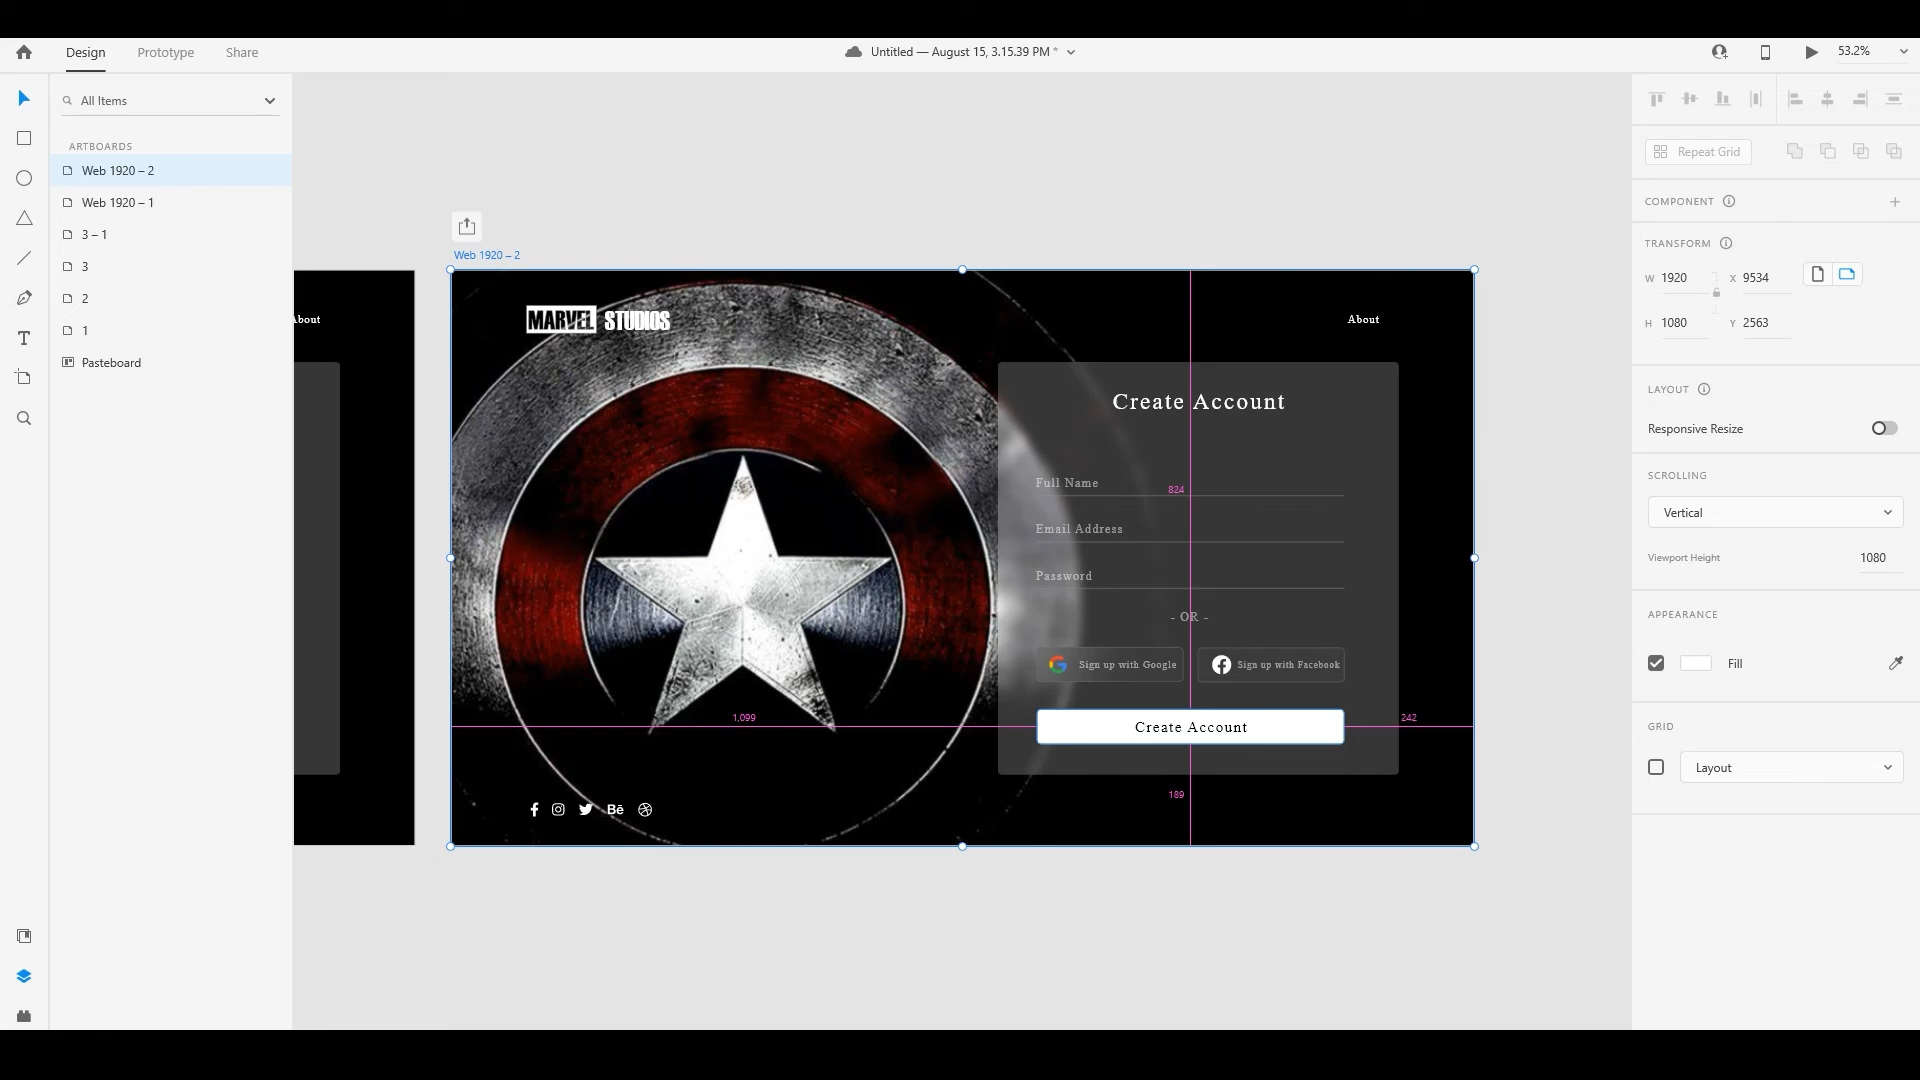 Design
Prototype
Share
Untitled — August 15, 3.15.39 PM *
53.2%
All Items
ARTBOARDS
Web 1920 – 2
Web 1920 – 1
3 – 1
3
2
1
Pasteboard
About
Web 1920 – 2
MARVEL STUDIOS
About
Create Account
Full Name
824
Email Address
Password
- OR -
Sign up with Google
Sign up with Facebook
1,099
242
Create Account
189
Bē
Repeat Grid
COMPONENT
TRANSFORM
W 1920
X 9534
H 1080
Y 2563
LAYOUT
Responsive Resize
SCROLLING
Vertical
Viewport Height
1080
APPEARANCE
Fill
GRID
Layout